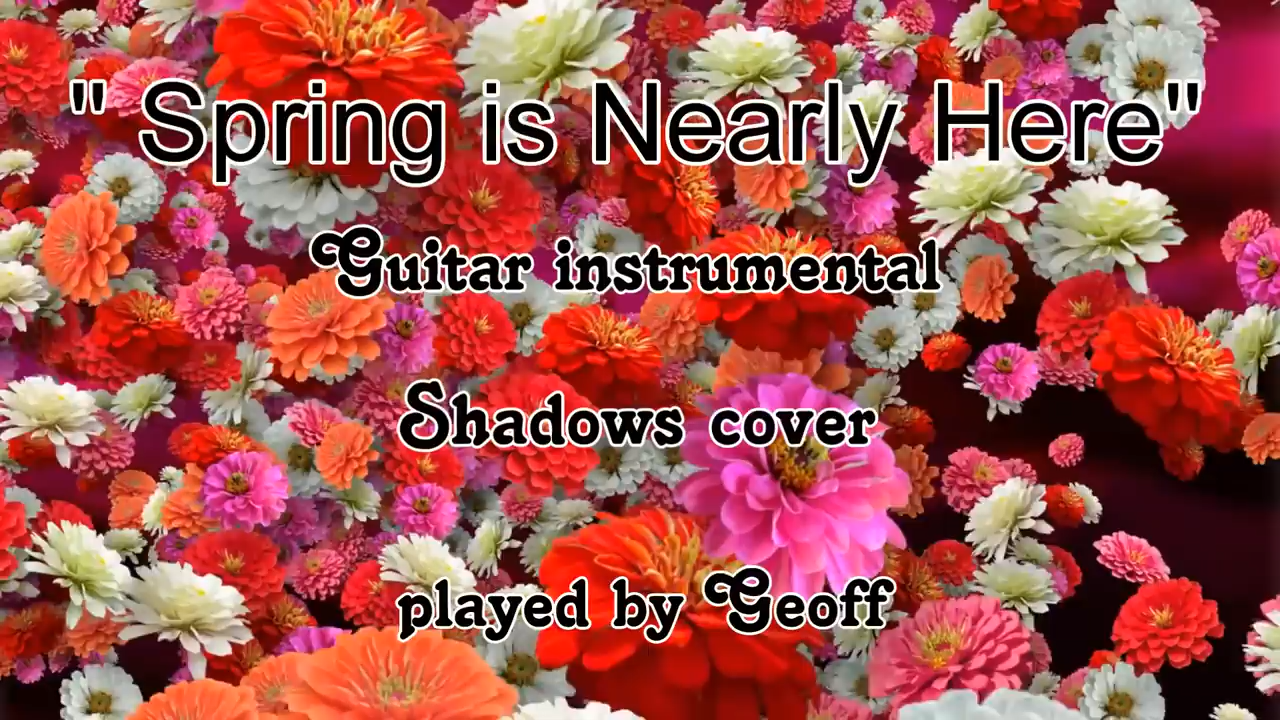 " Spring is Nearly Here"
Guitar instrumental
Shadows cover
played by Geoff